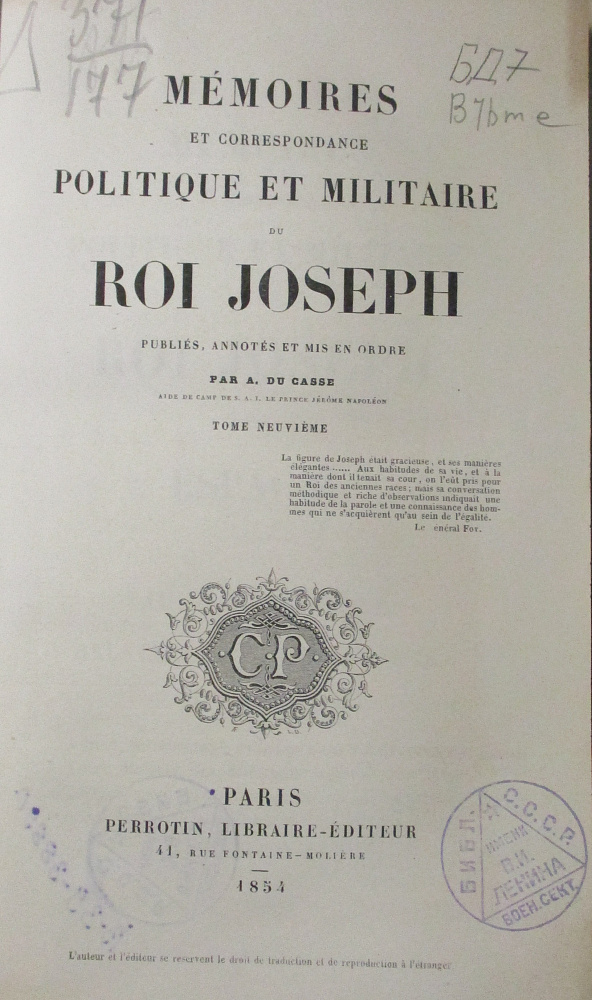 371
177
БД7
B7bme
MÉMOIRES
ET CORRESPONDANCE
POLITIQUE ET MILITAIRE
DU
ROI JOSEPH
PUBLIÉS, ANNOTÉS ET MIS EN ORDRE
PAR A. DU CASSE
AIDE DE CAMP DE S. A. I. LE PRINCE JÉRÔME NAPOLÉON
TOME NEUVIÈME
La figure de Joseph était gracieuse, et ses manières
élégantes ...... Aux habitudes de sa vie, et à la
manière dont il tenait sa cour, on l'eût pris pour
un Roi des anciennes races; mais sa conversation
méthodique et riche d'observations indiquait une
habitude de la parole et une connaissance des hom-
mes qui ne s'acquièrent qu'au sein de l'égalité.
Le enéral Foy.
CP
PARIS
PERROTIN, LIBRAIRE-ÉDITEUR
41, RUE FONTAINE-MOLIÈRE
1854
БИБЛ.
С.С.С.Р.
ИМЕНИ
В.И.
ЛЕНИНА
ВОЕН.СЕКТ.
L'auteur et l'éditeur se réservent le droit de traduction et de reproduction à l'étranger